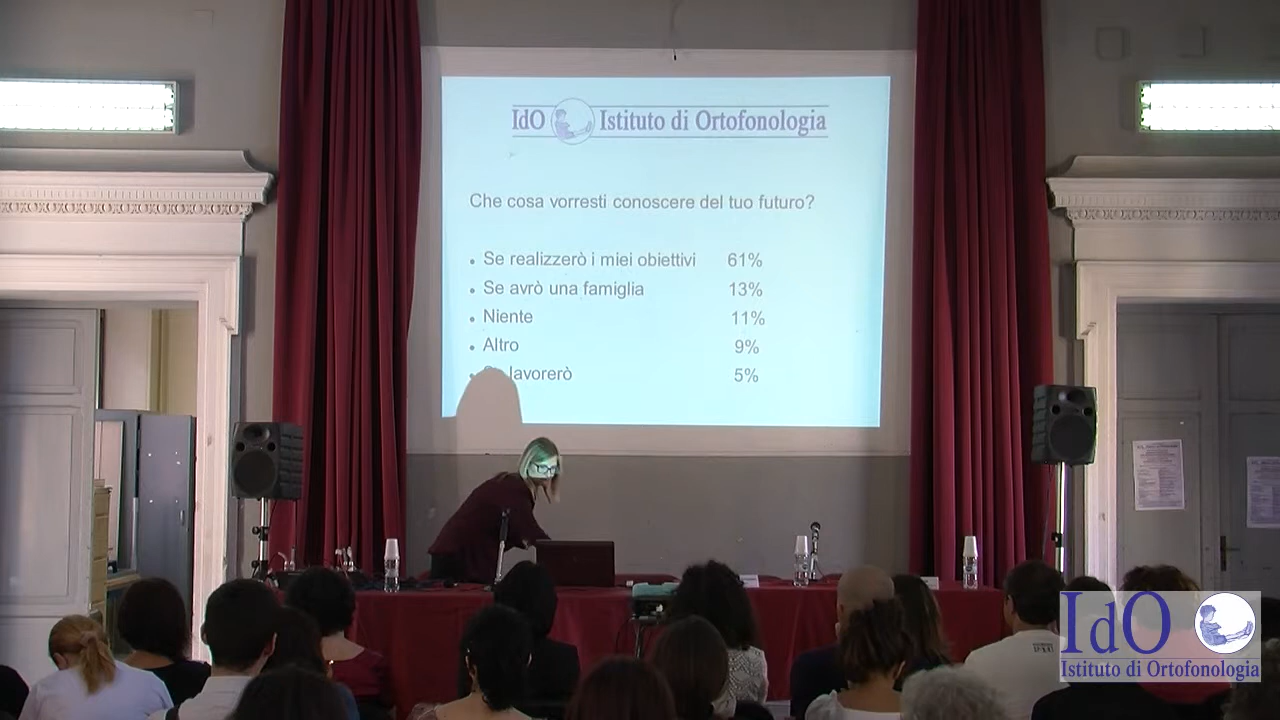 IdO Istituto di Ortofonologia
Che cosa vorresti conoscere del tuo futuro?
• Se realizzerò i miei obiettivi 61%
• Se avrò una famiglia 13%
• Niente 11%
• Altro 9%
lavorerò 5%
IdO
Istituto di Ortofonologia